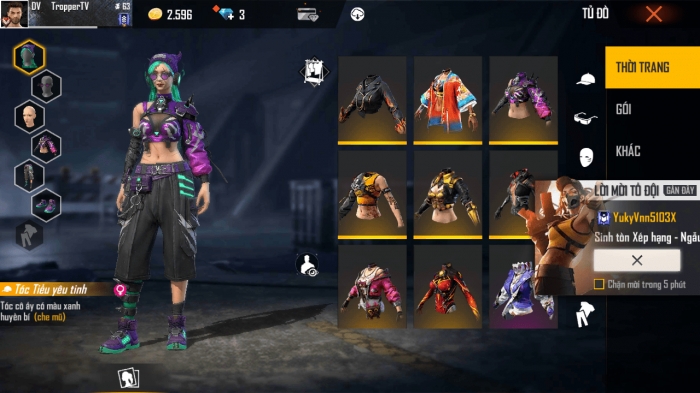 DV TropperTV # 63
2.596
3
TỦ ĐỒ
THỜI TRANG
GÓI
KHÁC
LỜI MỜI TỔ ĐỘI GẦN ĐÂY
YukyVnn5103X
Sinh tồn Xếp hạng - Ngẫu
Chặn mời trong 5 phút
Tóc Tiểu yêu tinh
Tóc cô ấy có màu xanh
huyền bí (che mũ)